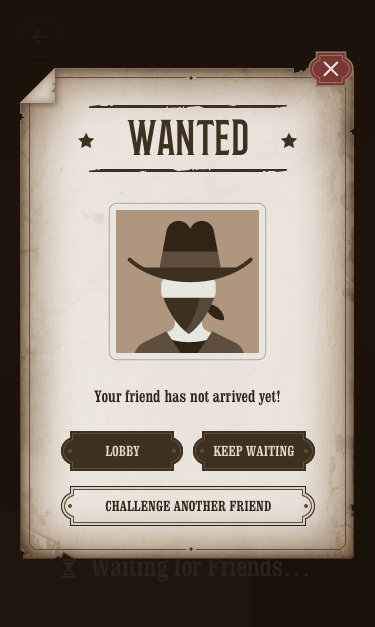 WANTED
Your friend has not arrived yet!
LOBBY
KEEP WAITING
CHALLENGE ANOTHER FRIEND
Waiting for Friends...